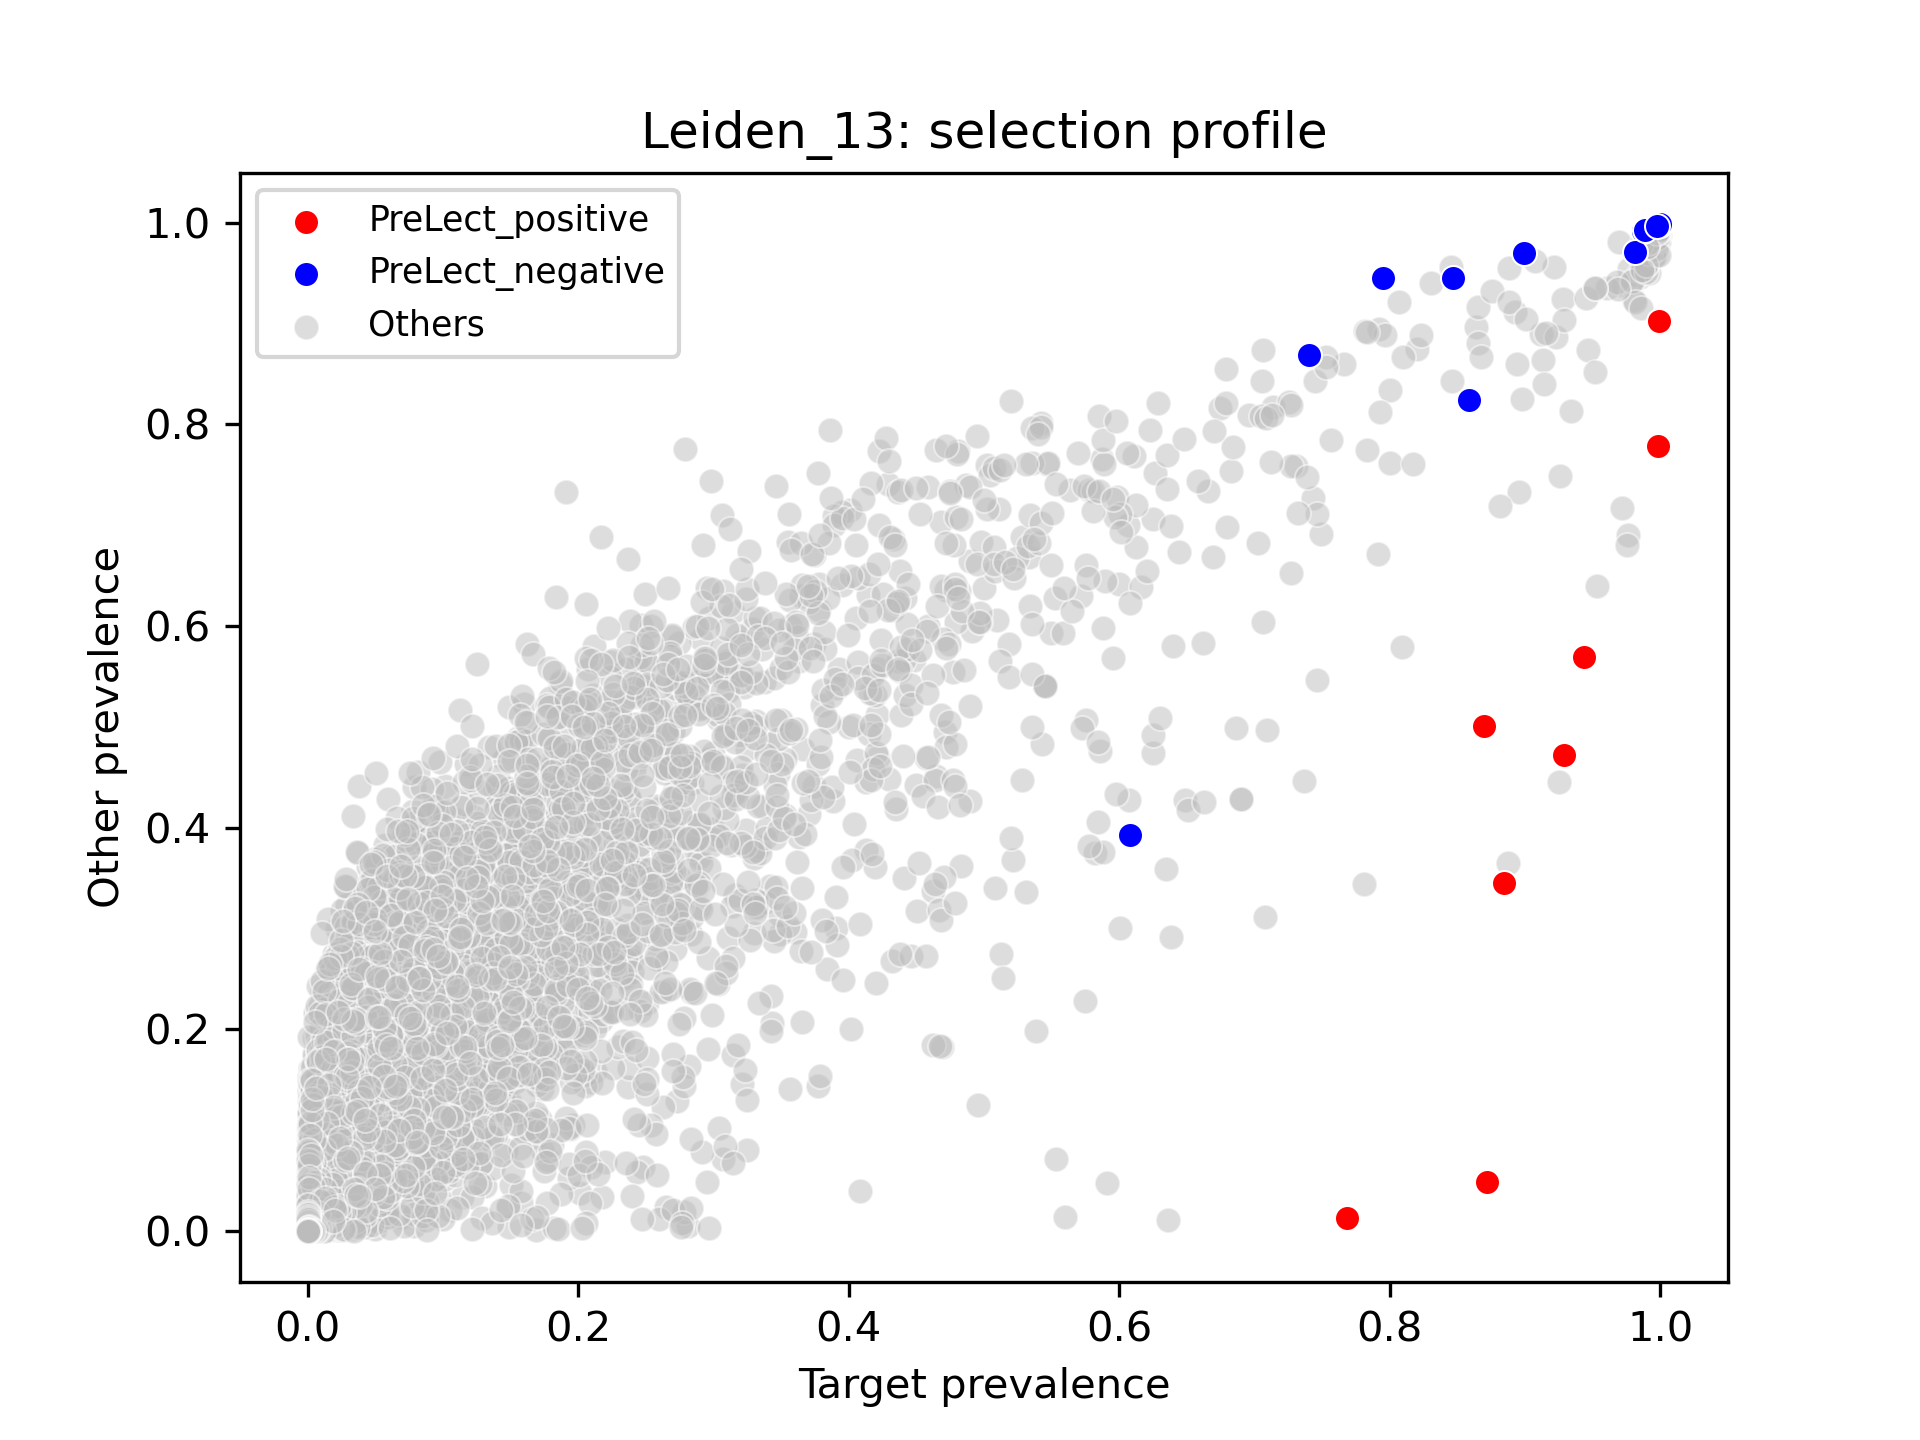 Leiden_13: selection profile
PreLect_positive
PreLect_negative
Others
Other prevalence
1.0
0.8
0.6
0.4
0.2
0.0
0.0 0.2 0.4 0.6 0.8 1.0
Target prevalence